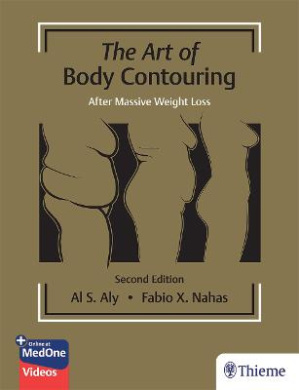 The Art of
Body Contouring
After Massive Weight Loss
Second Edition
Al S. Aly • Fabio X. Nahas
+ Online at
MedOne
Videos
Thieme